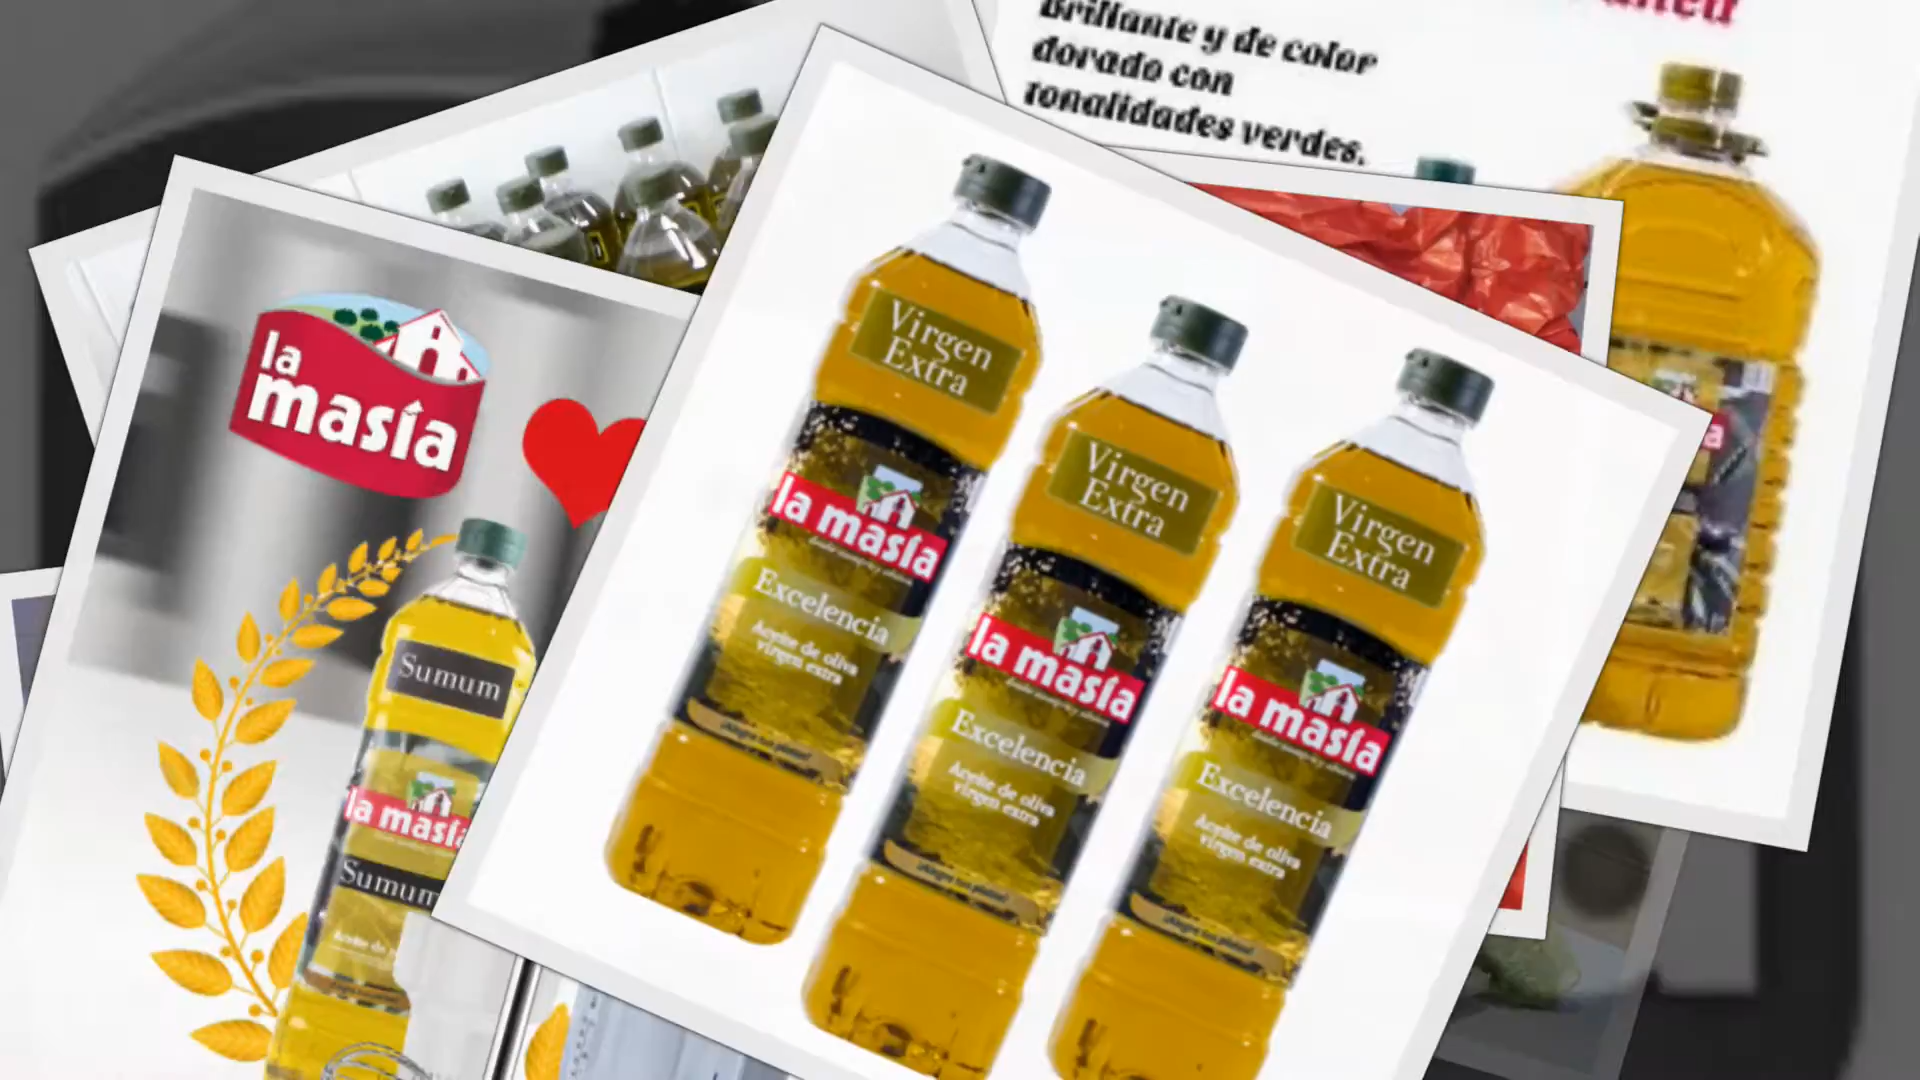 Brillante y de color
dorado con
tonalidades verdes.
la
masía
Sumum
la masía
Sumum
Aceite de
Virgen
Extra
la masía
Excelencia
Aceite de oliva
virgen extra
Virgen
Extra
la masía
Excelencia
Aceite de oliva
virgen extra
Virgen
Extra
la masía
Excelencia
Aceite de oliva
virgen extra